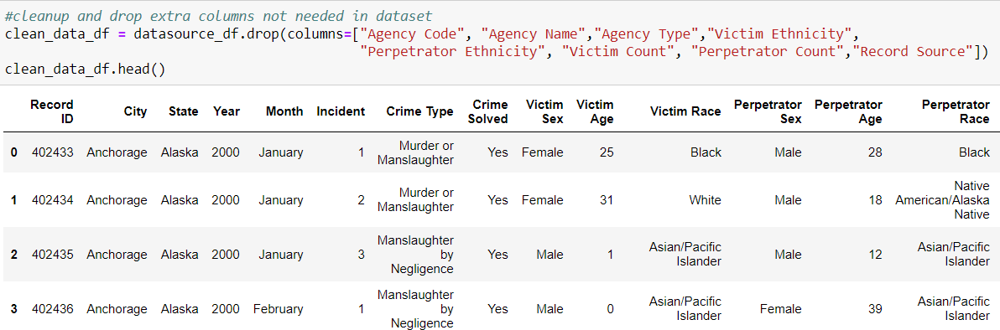 #cleanup and drop extra columns not needed in dataset
clean_data_df = datasource_df.drop(columns=["Agency Code", "Agency Name","Agency Type","Victim Ethnicity",
"Perpetrator Ethnicity", "Victim Count", "Perpetrator Count","Record Source"])
clean_data_df.head()
Record ID City State Year Month Incident Crime Type Crime Solved Victim Sex Victim Age Victim Race Perpetrator Sex Perpetrator Age Perpetrator Race
0 402433 Anchorage Alaska 2000 January 1 Murder or Manslaughter Yes Female 25 Black Male 28 Black
1 402434 Anchorage Alaska 2000 January 2 Murder or Manslaughter Yes Female 31 White Male 18 Native American/Alaska Native
2 402435 Anchorage Alaska 2000 January 3 Manslaughter by Negligence Yes Male 1 Asian/Pacific Islander Male 12 Asian/Pacific Islander
3 402436 Anchorage Alaska 2000 February 1 Manslaughter by Negligence Yes Male 0 Asian/Pacific Islander Female 39 Asian/Pacific Islander